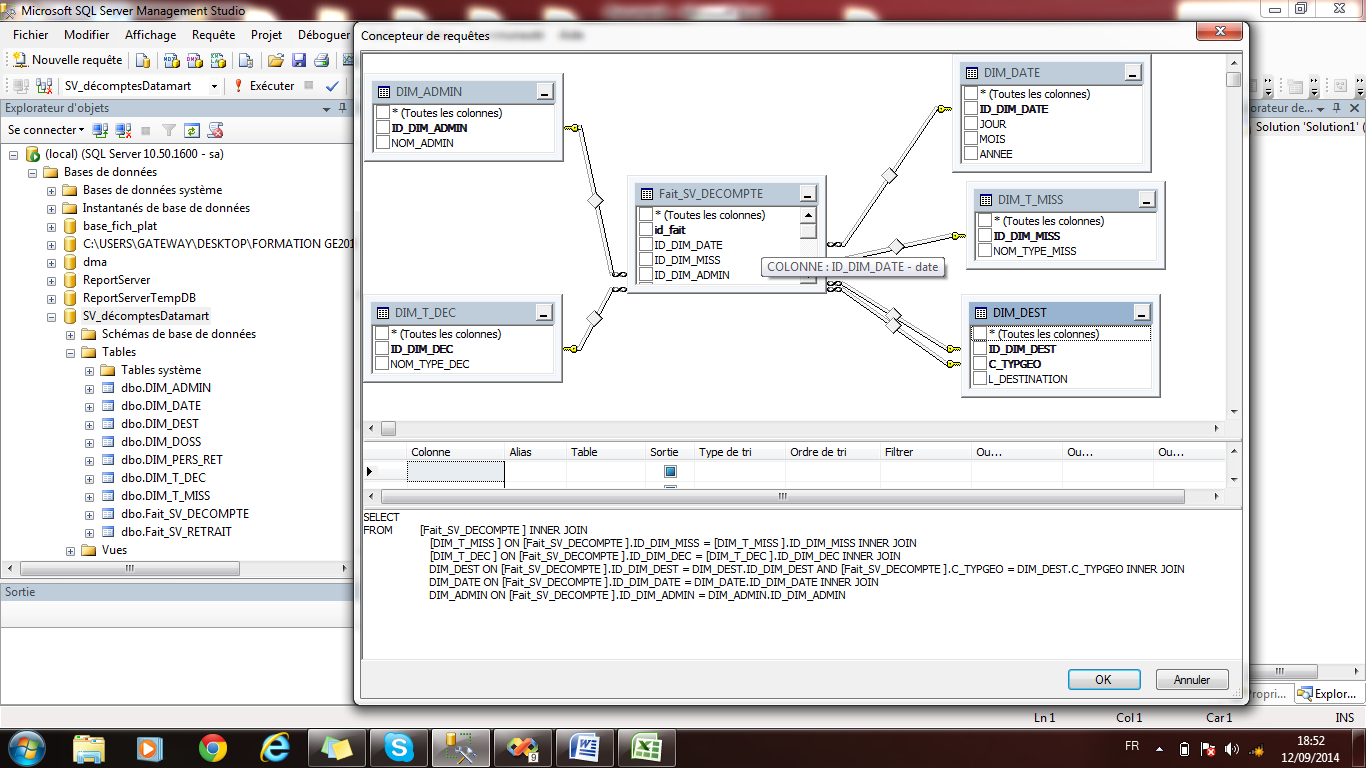 Microsoft SQL Server Management Studio
Fichier Modifier Affichage Requête Projet Déboguer
Nouvelle requête
SV_décomptesDatamart Exécuter
Explorateur d'objets
Se connecter
(local) (SQL Server 10.50.1600 - sa)
Bases de données
Bases de données système
Instantanés de base de données
base_fich_plat
C:\USERS\GATEWAY\DESKTOP\FORMATION GE201
dma
ReportServer
ReportServerTempDB
SV_décomptesDatamart
Schémas de base de données
Tables
Tables système
dbo.DIM_ADMIN
dbo.DIM_DATE
dbo.DIM_DEST
dbo.DIM_DOSS
dbo.DIM_PERS_RET
dbo.DIM_T_DEC
dbo.DIM_T_MISS
dbo.Fait_SV_DECOMPTE
dbo.Fait_SV_RETRAIT
Vues
Sortie
Concepteur de requêtes
Aide
DIM_ADMIN
* (Toutes les colonnes)
ID_DIM_ADMIN
NOM_ADMIN
DIM_T_DEC
* (Toutes les colonnes)
ID_DIM_DEC
NOM_TYPE_DEC
Fait_SV_DECOMPTE
* (Toutes les colonnes)
id_fait
ID_DIM_DATE
ID_DIM_MISS
ID_DIM_ADMIN
COLONNE : ID_DIM_DATE - date
DIM_DATE
* (Toutes les colonnes)
ID_DIM_DATE
JOUR
MOIS
ANNEE
DIM_T_MISS
* (Toutes les colonnes)
ID_DIM_MISS
NOM_TYPE_MISS
DIM_DEST
* (Toutes les colonnes)
ID_DIM_DEST
C_TYPGEO
L_DESTINATION
Colonne Alias Table Sortie Type de tri Ordre de tri Filtrer Ou... Ou... Ou...
SELECT
FROM [Fait_SV_DECOMPTE ] INNER JOIN
[DIM_T_MISS ] ON [Fait_SV_DECOMPTE ].ID_DIM_MISS = [DIM_T_MISS ].ID_DIM_MISS INNER JOIN
[DIM_T_DEC ] ON [Fait_SV_DECOMPTE ].ID_DIM_DEC = [DIM_T_DEC ].ID_DIM_DEC INNER JOIN
DIM_DEST ON [Fait_SV_DECOMPTE ].ID_DIM_DEST = DIM_DEST.ID_DIM_DEST AND [Fait_SV_DECOMPTE ].C_TYPGEO = DIM_DEST.C_TYPGEO INNER JOIN
DIM_DATE ON [Fait_SV_DECOMPTE ].ID_DIM_DATE = DIM_DATE.ID_DIM_DATE INNER JOIN
DIM_ADMIN ON [Fait_SV_DECOMPTE ].ID_DIM_ADMIN = DIM_ADMIN.ID_DIM_ADMIN
OK Annuler
orateur de...
Solution 'Solution1' (
ropri... Explor...
Ln 1 Col 1 Car 1 INS
9
FR
18:52
12/09/2014